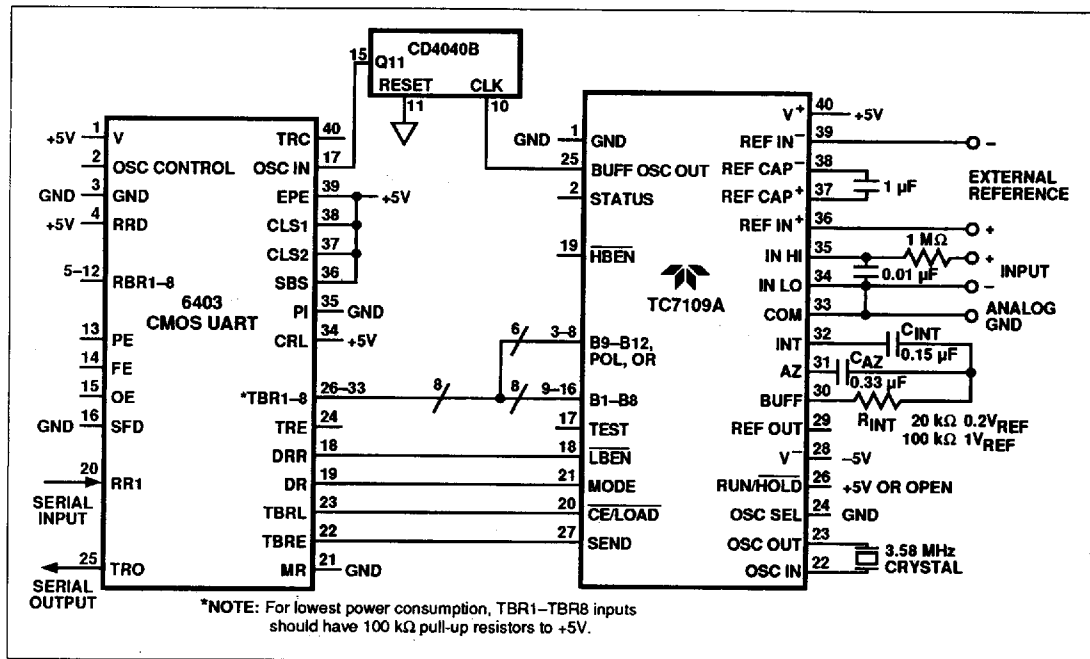 CD4040B
15 Q11
RESET CLK
11 10
6403
CMOS UART
+5V 1 V
2 OSC CONTROL
GND 3 GND
+5V 4 RRD
5–12 RBR1–8
13 PE
14 FE
15 OE
GND 16 SFD
20 RR1
SERIAL
INPUT
25 TRO
SERIAL
OUTPUT
TRC 40
OSC IN 17
EPE 39 +5V
CLS1 38
CLS2 37
SBS 36
PI 35 GND
CRL 34 +5V
*TBR1–8 26–33 8 8 6
TRE 24
DRR 18
DR 19
TBRL 23
TBRE 22
MR 21 GND
TC7109A
GND 1 GND
25 BUFF OSC OUT
2 STATUS
19 HBEN
3–8 B9–B12,
POL, OR
9–16 B1–B8
17 TEST
18 LBEN
21 MODE
20 CE/LOAD
27 SEND
V+ 40 +5V
REF IN– 39 –
REF CAP– 38
1 µF
REF CAP+ 37
EXTERNAL
REFERENCE
REF IN+ 36 +
IN HI 35 1 MΩ +
0.01 µF INPUT
IN LO 34 –
COM 33 ANALOG
GND
INT 32 CINT
0.15 µF
AZ 31 CAZ
0.33 µF
BUFF 30 RINT
20 kΩ 0.2VREF
100 kΩ 1VREF
REF OUT 29
V– 28 –5V
RUN/HOLD 26 +5V OR OPEN
OSC SEL 24 GND
OSC OUT 23
3.58 MHz
CRYSTAL
OSC IN 22
*NOTE: For lowest power consumption, TBR1–TBR8 inputs
should have 100 kΩ pull-up resistors to +5V.